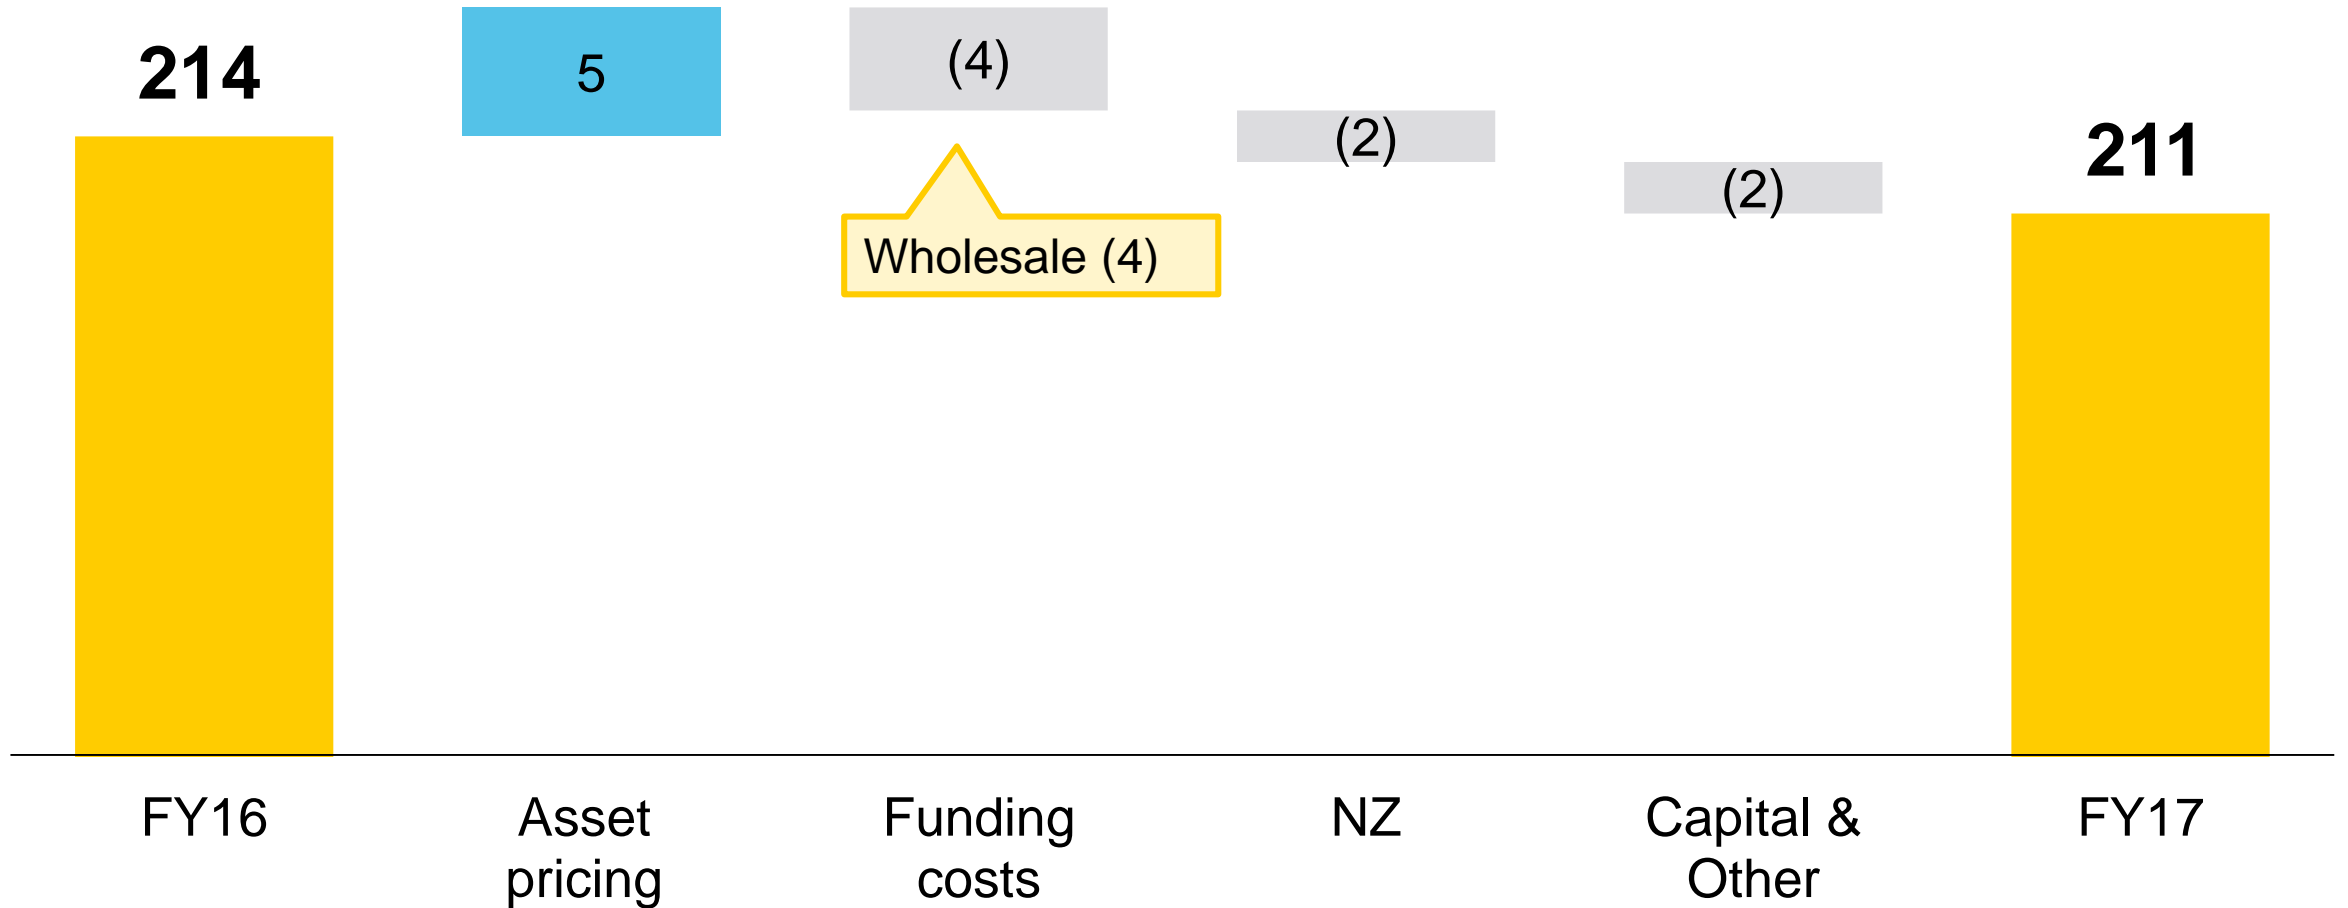 214
5
(4)
(2)
(2)
211
Wholesale (4)
FY16
Asset
pricing
Funding
costs
NZ
Capital &
Other
FY17